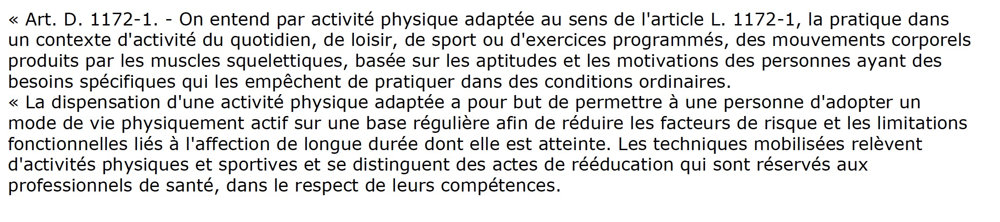 « Art. D. 1172-1. - On entend par activité physique adaptée au sens de l'article L. 1172-1, la pratique dans
un contexte d'activité du quotidien, de loisir, de sport ou d'exercices programmés, des mouvements corporels
produits par les muscles squelettiques, basée sur les aptitudes et les motivations des personnes ayant des
besoins spécifiques qui les empêchent de pratiquer dans des conditions ordinaires.
« La dispensation d'une activité physique adaptée a pour but de permettre à une personne d'adopter un
mode de vie physiquement actif sur une base régulière afin de réduire les facteurs de risque et les limitations
fonctionnelles liés à l'affection de longue durée dont elle est atteinte. Les techniques mobilisées relèvent
d'activités physiques et sportives et se distinguent des actes de rééducation qui sont réservés aux
professionnels de santé, dans le respect de leurs compétences.